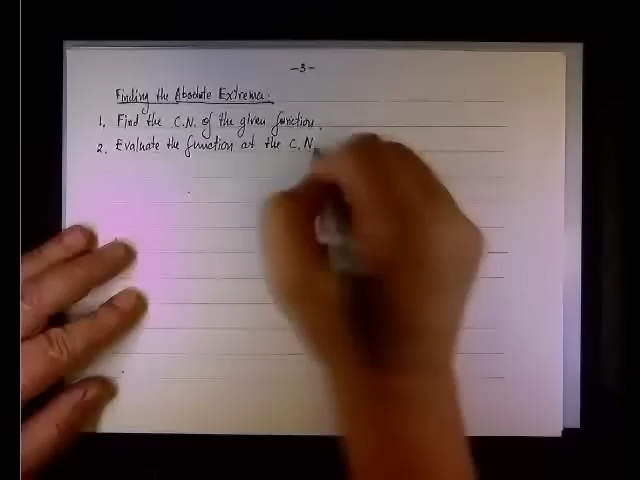 -3-
Finding the Absolute Extrema.
1. Find the C.N. of the given function.
2. Evaluate the function at the C.N.